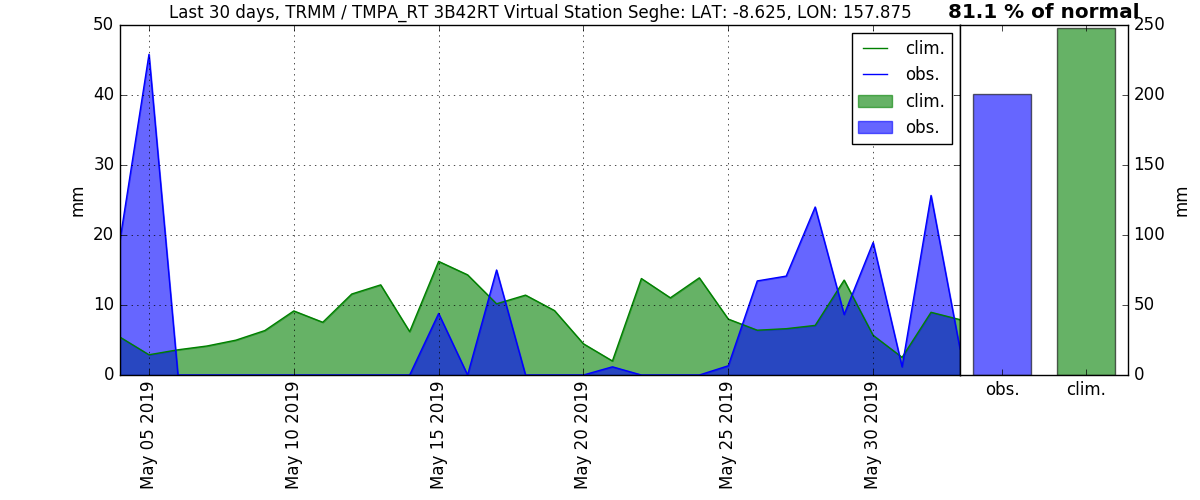 Last 30 days, TRMM / TMPA_RT 3B42RT Virtual Station Seghe: LAT: -8.625, LON: 157.875
81.1 % of normal
50
40
30
20
10
0
mm
clim.
obs.
clim.
obs.
May 05 2019
May 10 2019
May 15 2019
May 20 2019
May 25 2019
May 30 2019
250
200
150
100
50
0
mm
obs.
clim.